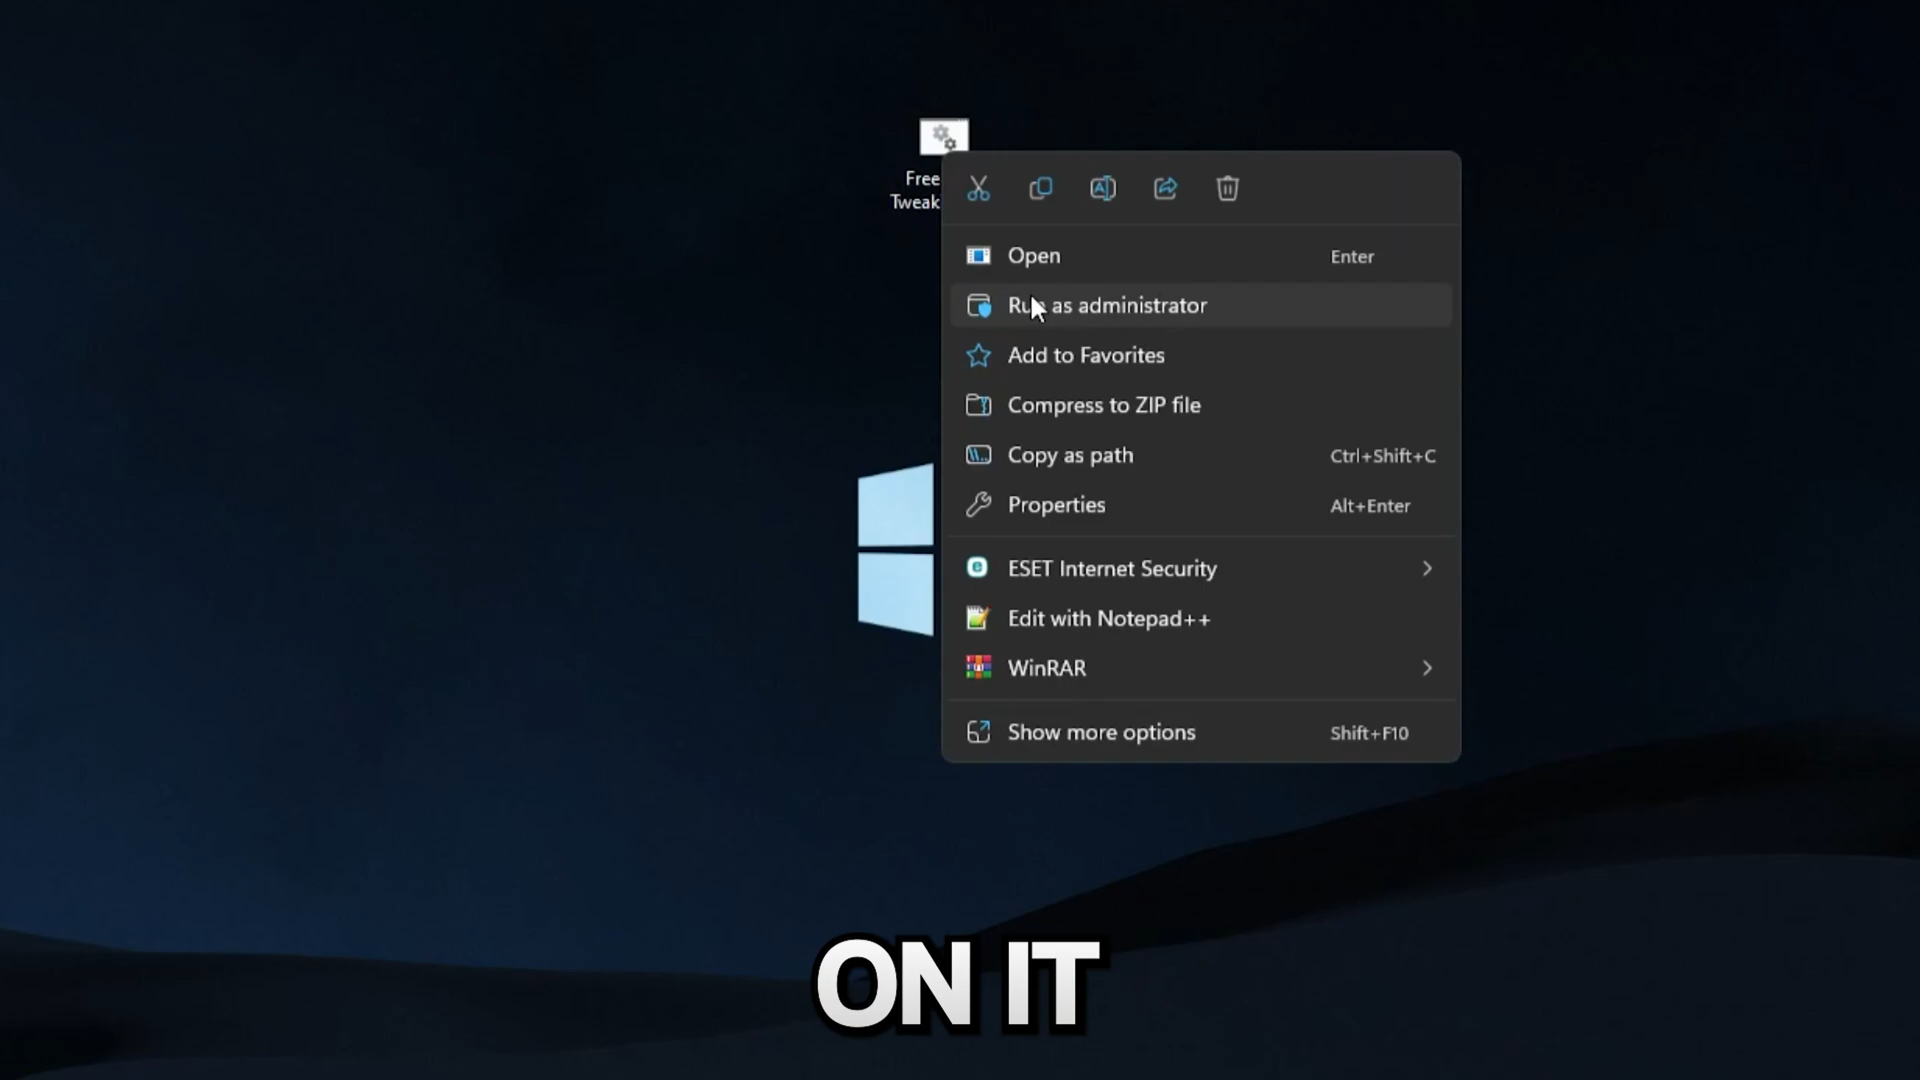 Free
Tweak
Open Enter
Run as administrator
Add to Favorites
Compress to ZIP file
Copy as path Ctrl+Shift+C
Properties Alt+Enter
ESET Internet Security
Edit with Notepad++
WinRAR
Show more options Shift+F10
ON IT